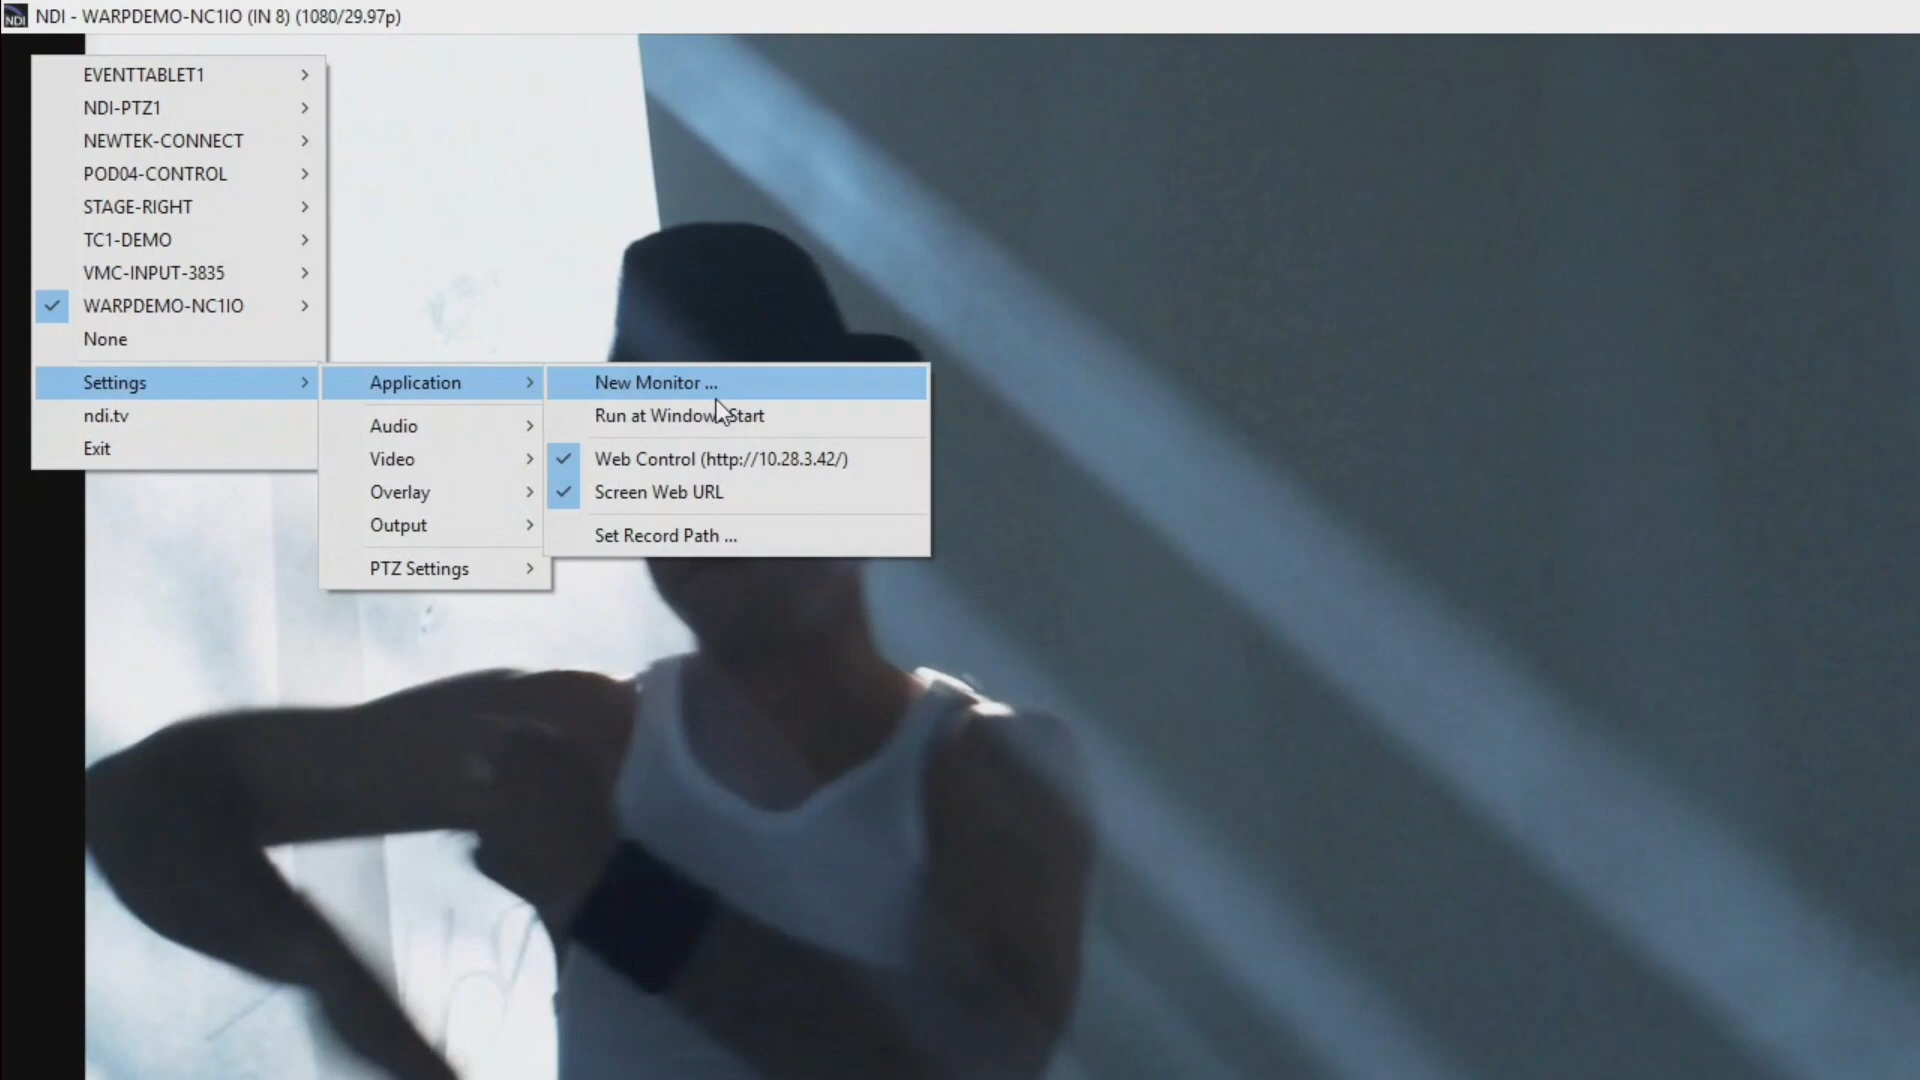 NDI - WARPDEMO-NC1IO (IN 8) (1080/29.97p)
EVENTTABLET1
NDI-PTZ1
NEWTEK-CONNECT
POD04-CONTROL
STAGE-RIGHT
TC1-DEMO
VMC-INPUT-3835
WARPDEMO-NC1IO
None
Settings
ndi.tv
Exit
Application
Audio
Video
Overlay
Output
PTZ Settings
New Monitor ...
Run at Window Start
Web Control (http://10.28.3.42/)
Screen Web URL
Set Record Path ...